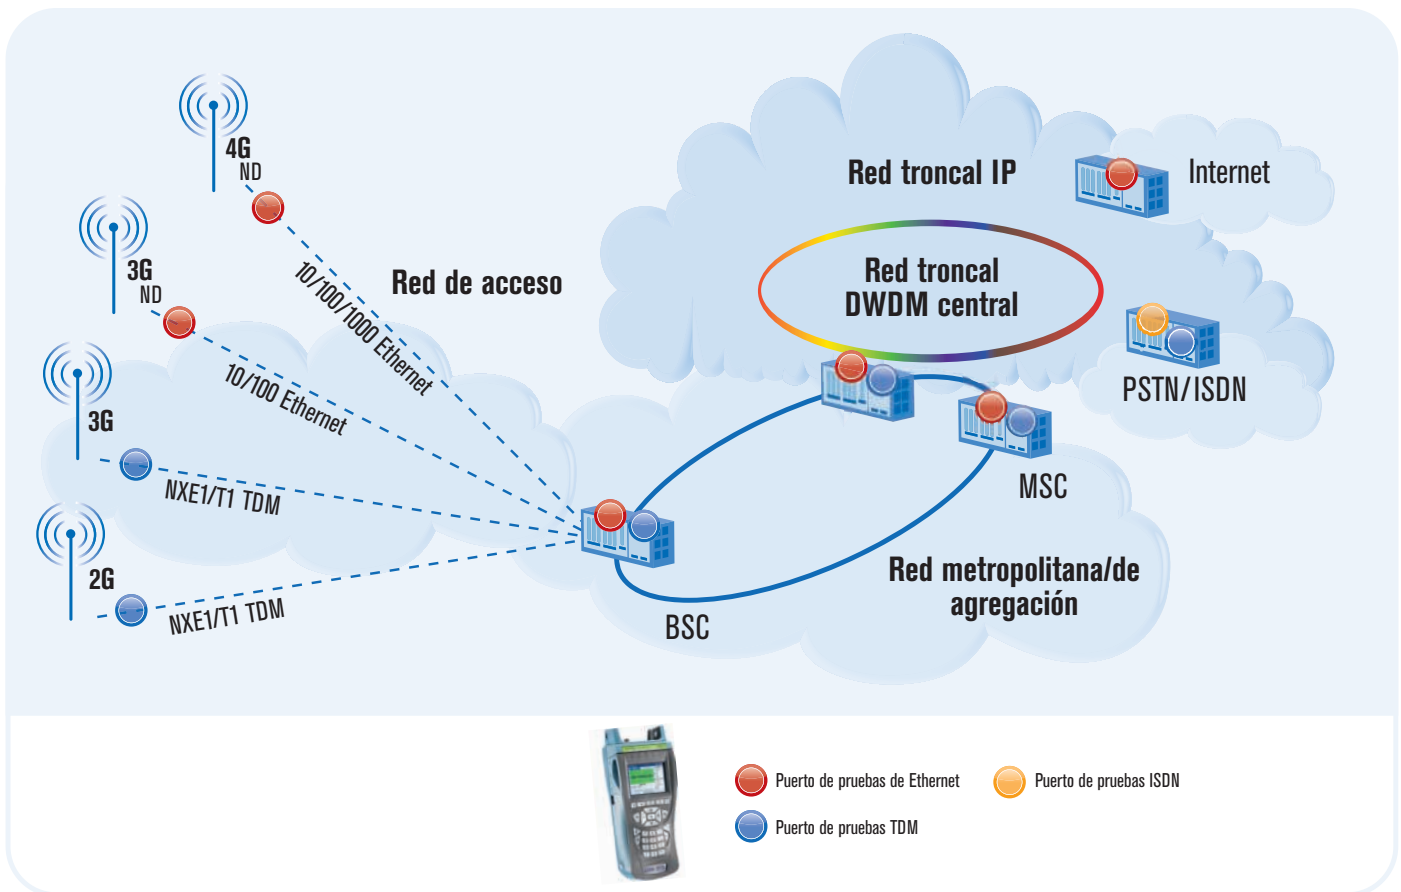 4G
ND
3G
ND
Red de acceso
10/100/1000 Ethernet
10/100 Ethernet
3G
NXE1/T1 TDM
2G
NXE1/T1 TDM
BSC
Red troncal IP
Internet
Red troncal
DWDM central
PSTN/ISDN
MSC
Red metropolitana/de
agregación
Puerto de pruebas de Ethernet
Puerto de pruebas ISDN
Puerto de pruebas TDM